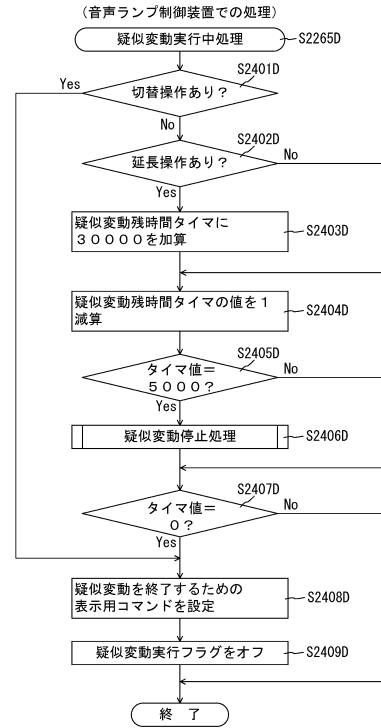 （音声ランプ制御装置での処理）
疑似変動実行中処理
S2265D
S2401D
切替操作あり？
Yes
No
S2402D
延長操作あり？
No
Yes
疑似変動残時間タイマに
３００００を加算
S2403D
疑似変動残時間タイマの値を１
減算
S2404D
S2405D
タイマ値＝
５０００？
No
Yes
疑似変動停止処理
S2406D
S2407D
タイマ値＝
０？
No
Yes
疑似変動を終了するための
表示用コマンドを設定
S2408D
疑似変動実行フラグをオフ
S2409D
終 了